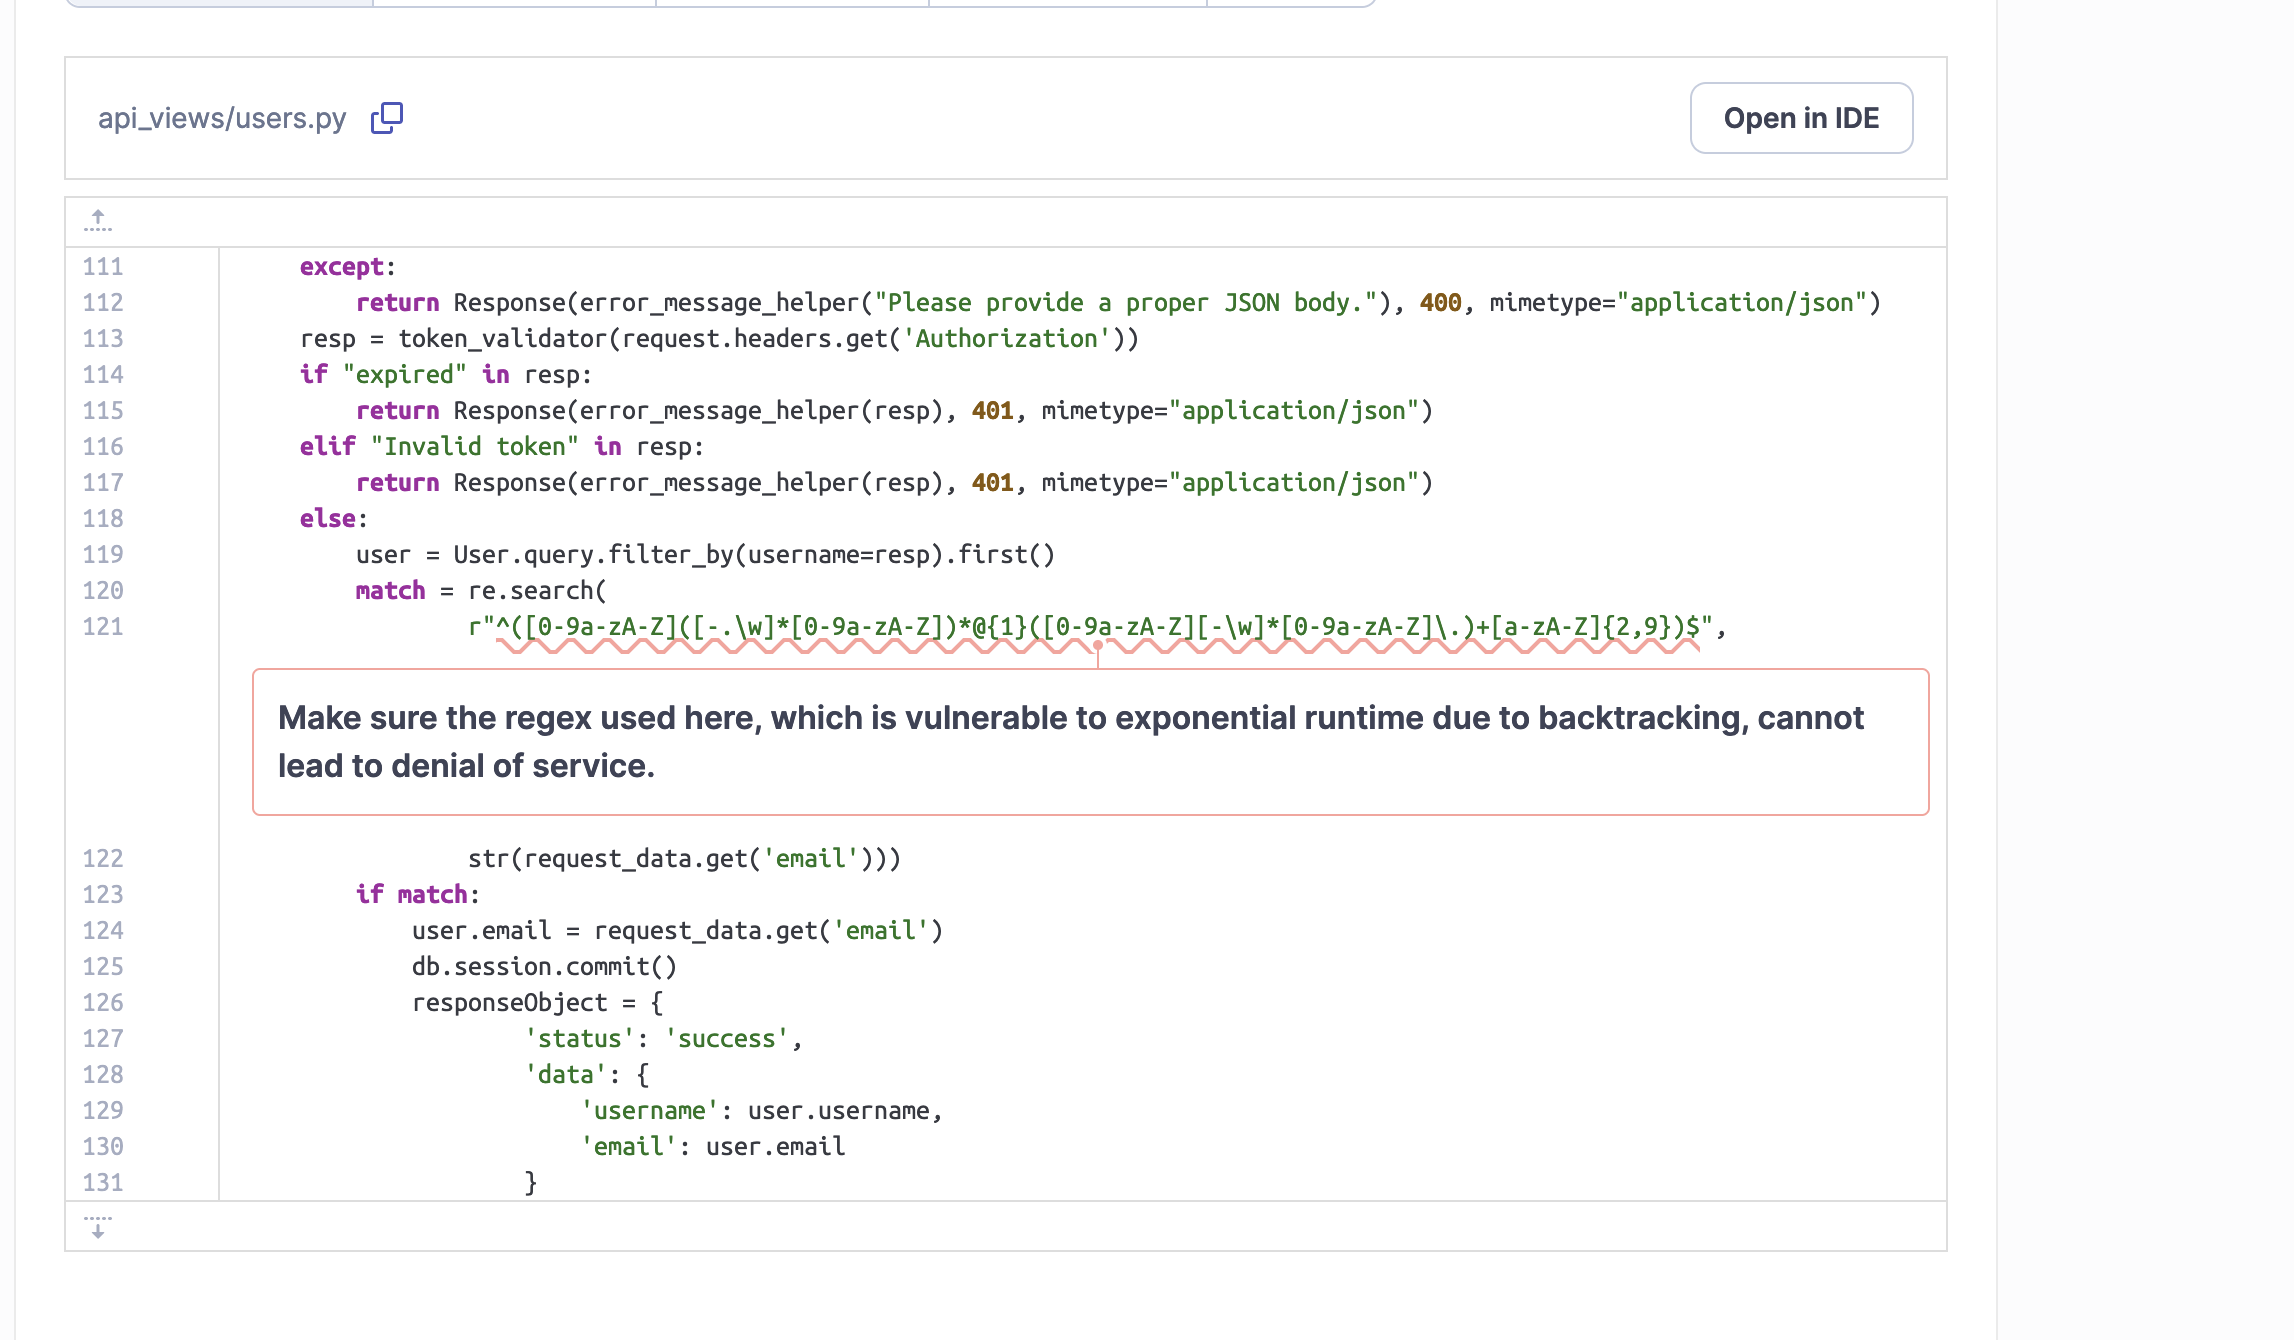 api_views/users.py
Open in IDE
111 except:
112 return Response(error_message_helper("Please provide a proper JSON body."), 400, mimetype="application/json")
113 resp = token_validator(request.headers.get('Authorization'))
114 if "expired" in resp:
115 return Response(error_message_helper(resp), 401, mimetype="application/json")
116 elif "Invalid token" in resp:
117 return Response(error_message_helper(resp), 401, mimetype="application/json")
118 else:
119 user = User.query.filter_by(username=resp).first()
120 match = re.search(
121 r"^([0-9a-zA-Z]([-.\w]*[0-9a-zA-Z])*@{1}([0-9a-zA-Z][-\w]*[0-9a-zA-Z]\.)+[a-zA-Z]{2,9})$",
Make sure the regex used here, which is vulnerable to exponential runtime due to backtracking, cannot
lead to denial of service.
122 str(request_data.get('email')))
123 if match:
124 user.email = request_data.get('email')
125 db.session.commit()
126 responseObject = {
127 'status': 'success',
128 'data': {
129 'username': user.username,
130 'email': user.email
131 }